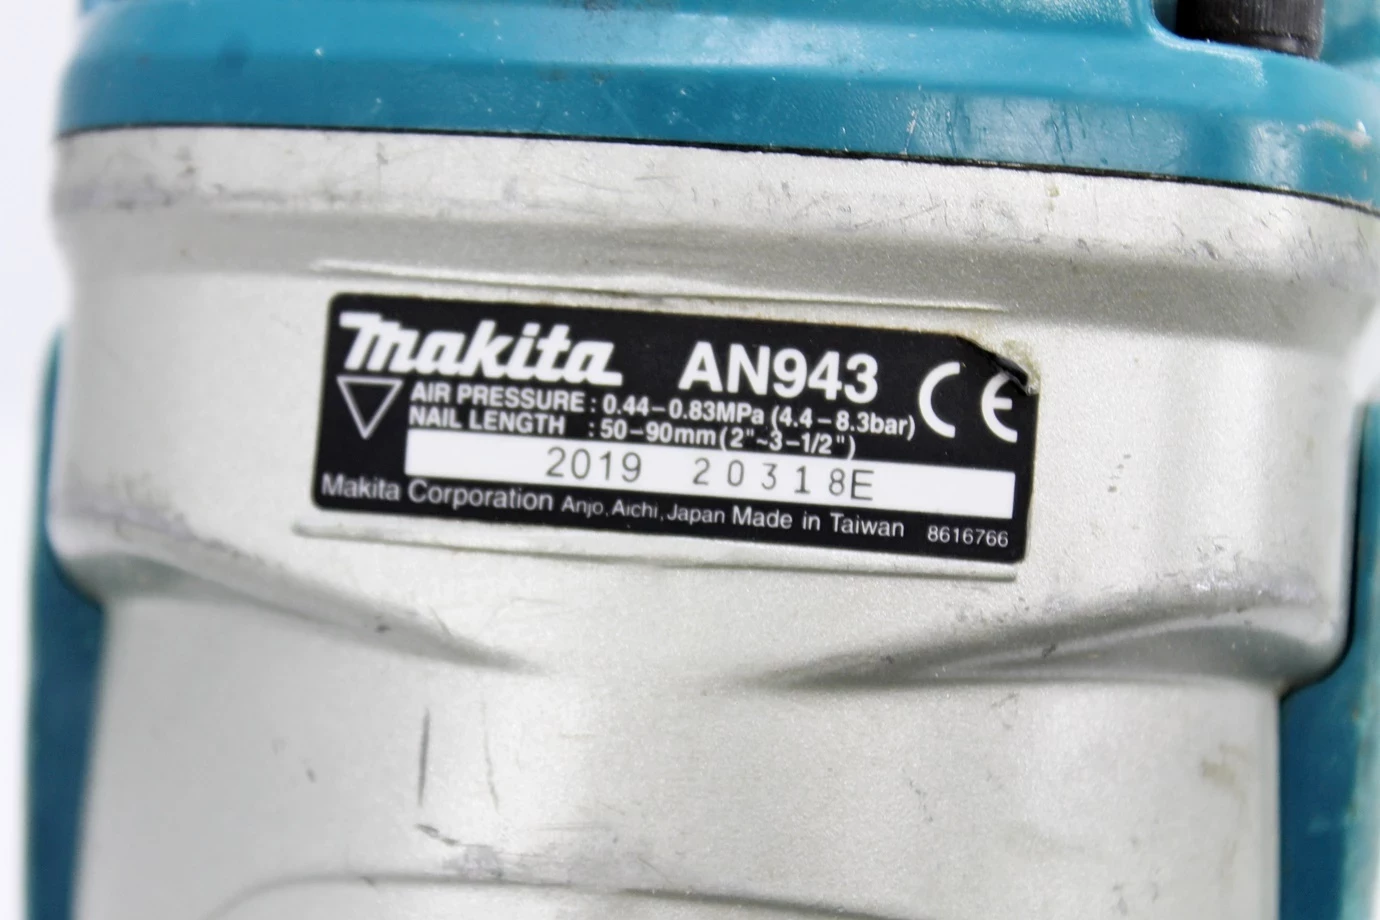 makita AN943 CE
AIR PRESSURE : 0.44-0.83MPa (4.4-8.3bar)
NAIL LENGTH : 50-90mm (2"~3-1/2")
2019 20318E
Makita Corporation Anjo, Aichi, Japan Made in Taiwan 8616766